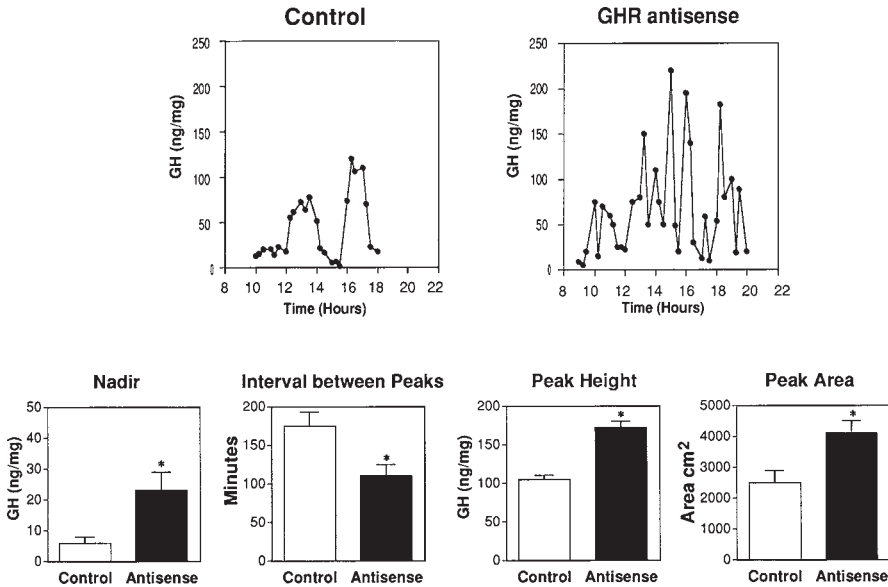 Control
GHR antisense
GH (ng/mg)
250
200
150
100
50
0
8 10 12 14 16 18 20 22
Time (Hours)
GH (ng/mg)
250
200
150
100
50
0
8 10 12 14 16 18 20 22
Time (Hours)
Nadir
GH (ng/mg)
50
40
30
20
10
0
*
Control Antisense
Interval between Peaks
Minutes
200
150
100
50
0
*
Control Antisense
Peak Height
GH (ng/mg)
200
150
100
50
0
*
Control Antisense
Peak Area
Area cm²
5000
4000
3000
2000
1000
0
*
Control Antisense